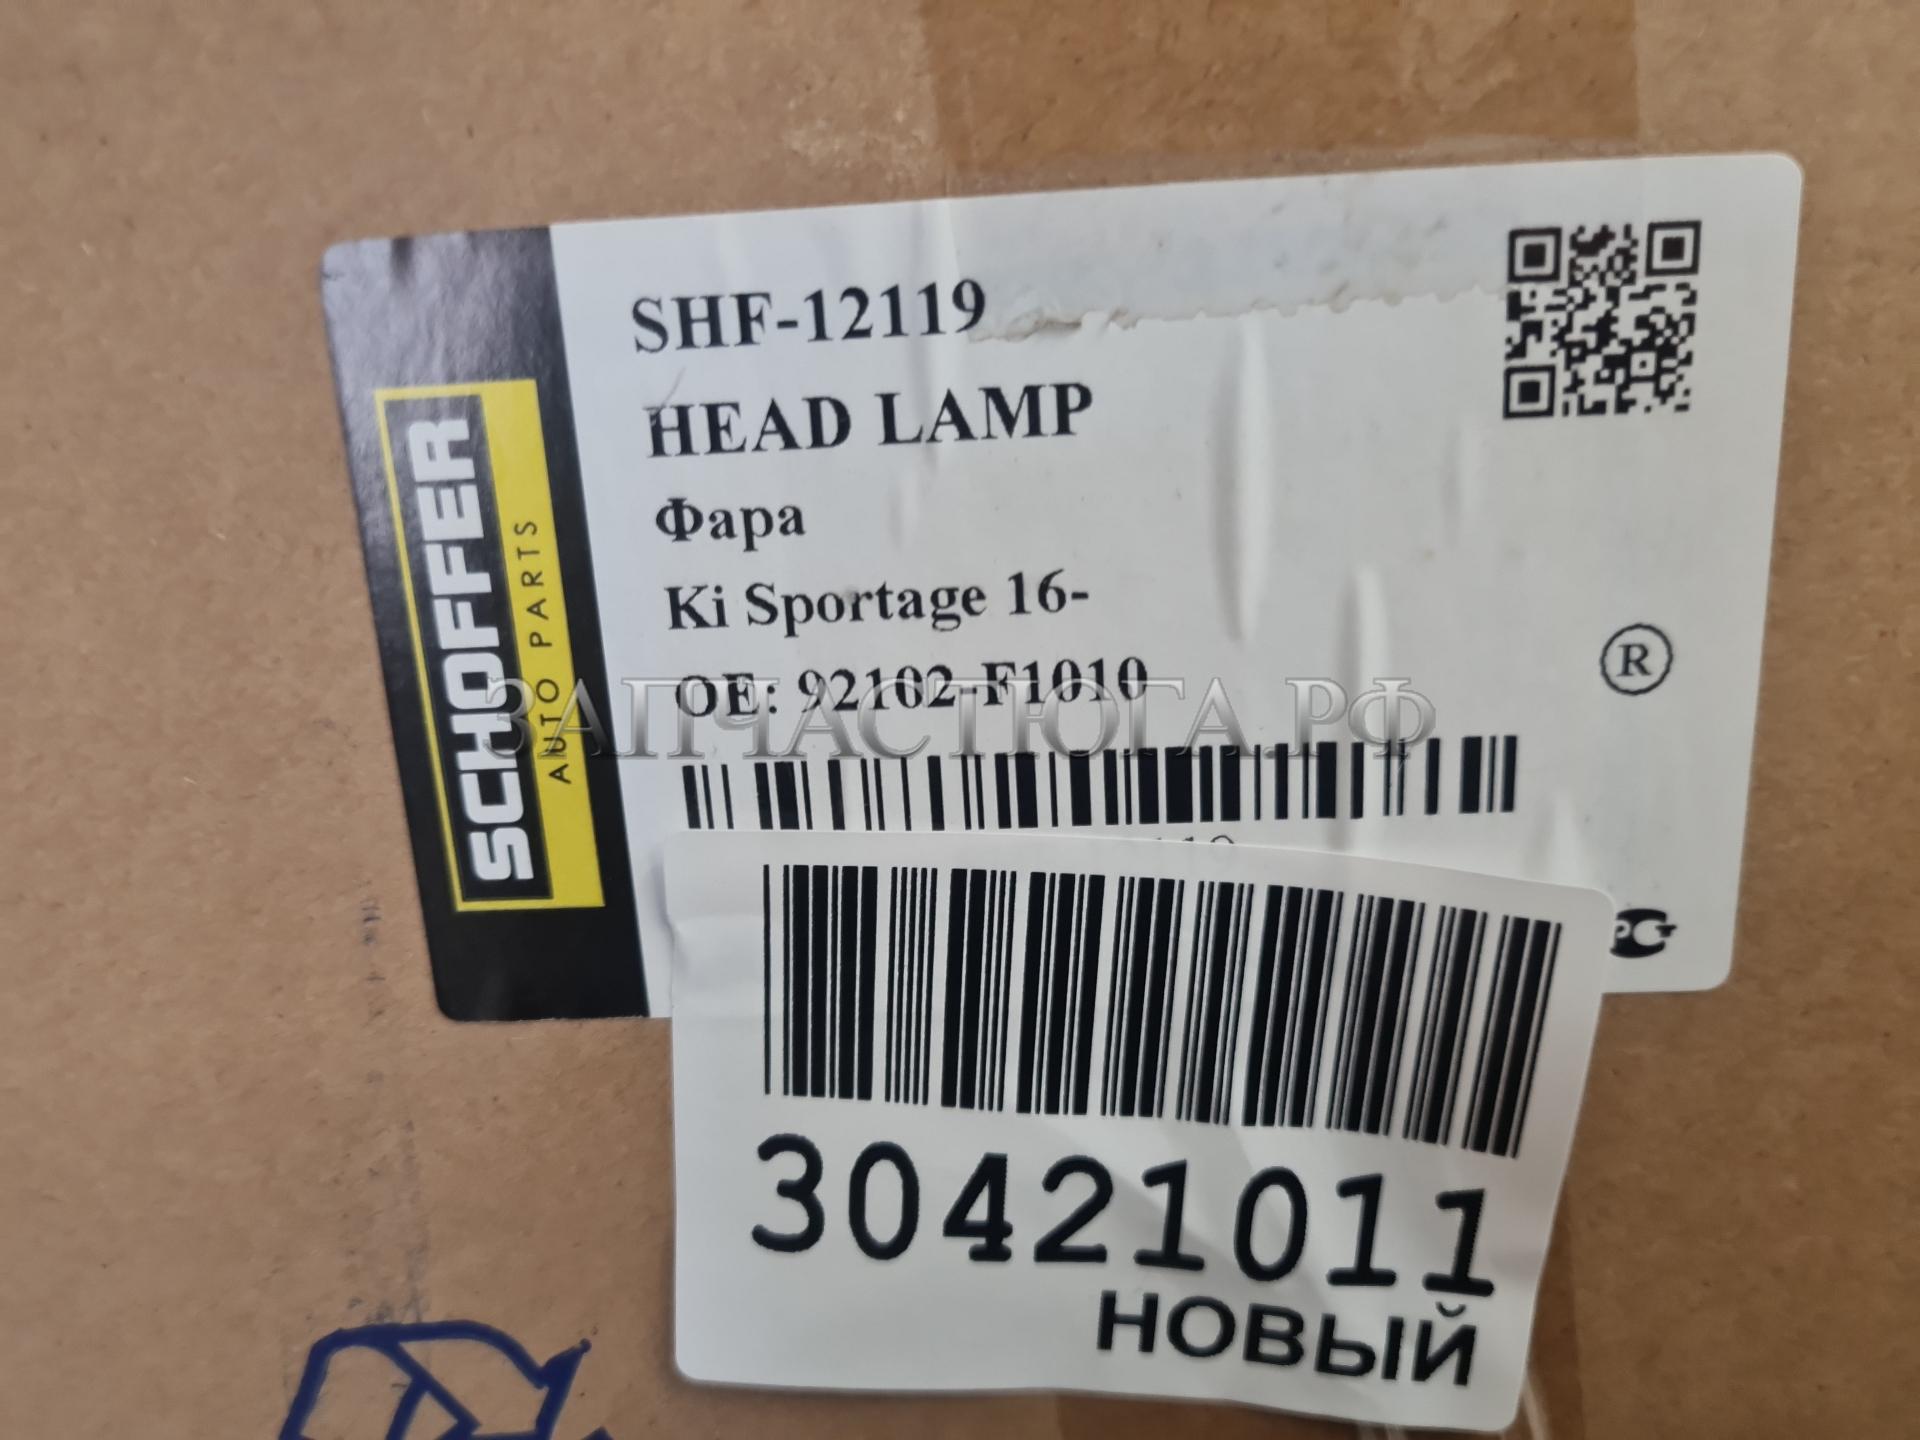 SHF-12119
HEAD LAMP
Фара
Ki Sportage 16-
OE: 92102-F1010
ЗАПЧАСТЮГА.РФ
®
SCHOFFER
AUTO PARTS
30421011
НОВЫЙ